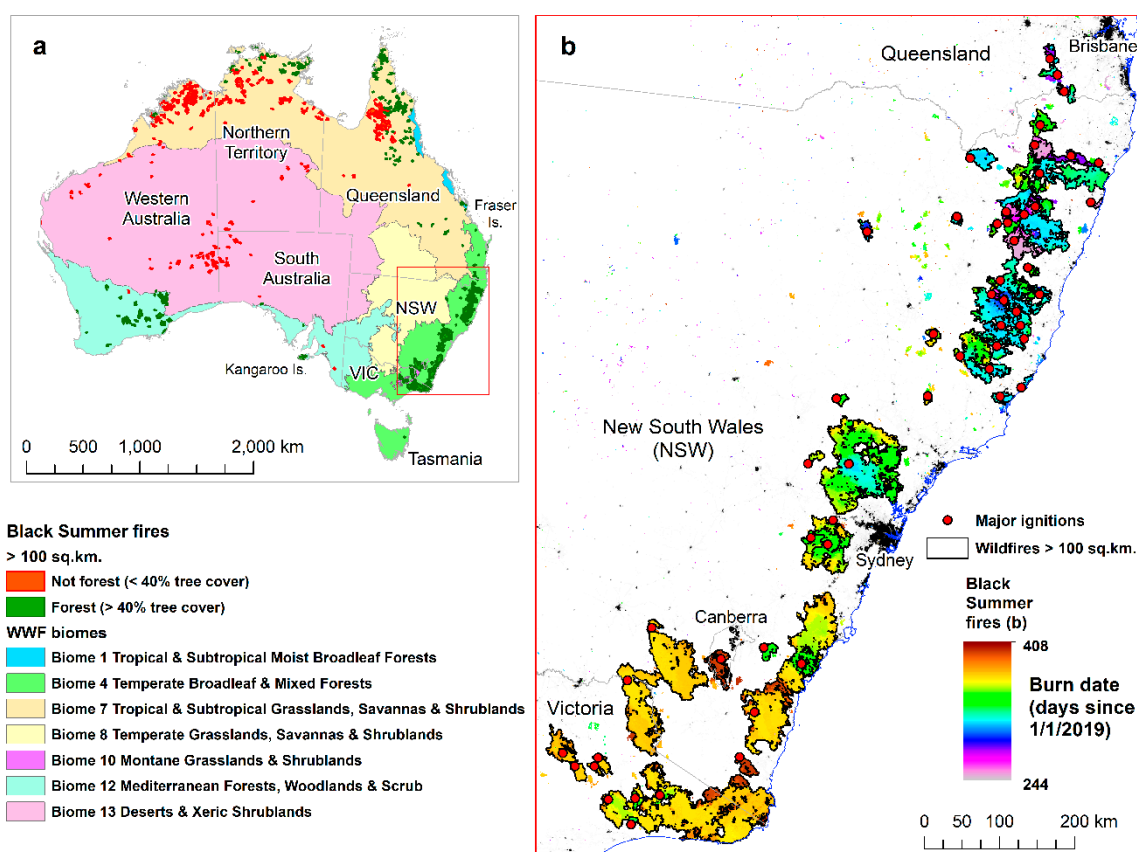 a
Northern
Territory
Western
Australia
Queensland
South
Australia
Fraser
Is.
NSW
VIC
Kangaroo Is.
Tasmania
0 500 1,000 2,000 km
Black Summer fires
> 100 sq.km.
Not forest (< 40% tree cover)
Forest (> 40% tree cover)
WWF biomes
Biome 1 Tropical & Subtropical Moist Broadleaf Forests
Biome 4 Temperate Broadleaf & Mixed Forests
Biome 7 Tropical & Subtropical Grasslands, Savannas & Shrublands
Biome 8 Temperate Grasslands, Savannas & Shrublands
Biome 10 Montane Grasslands & Shrublands
Biome 12 Mediterranean Forests, Woodlands & Scrub
Biome 13 Deserts & Xeric Shrublands
b
Queensland
Brisbane
New South Wales
(NSW)
Sydney
Canberra
Victoria
Major ignitions
Wildfires > 100 sq.km.
Black
Summer
fires (b)
408
Burn date
(days since
1/1/2019)
244
0 50 100 200 km